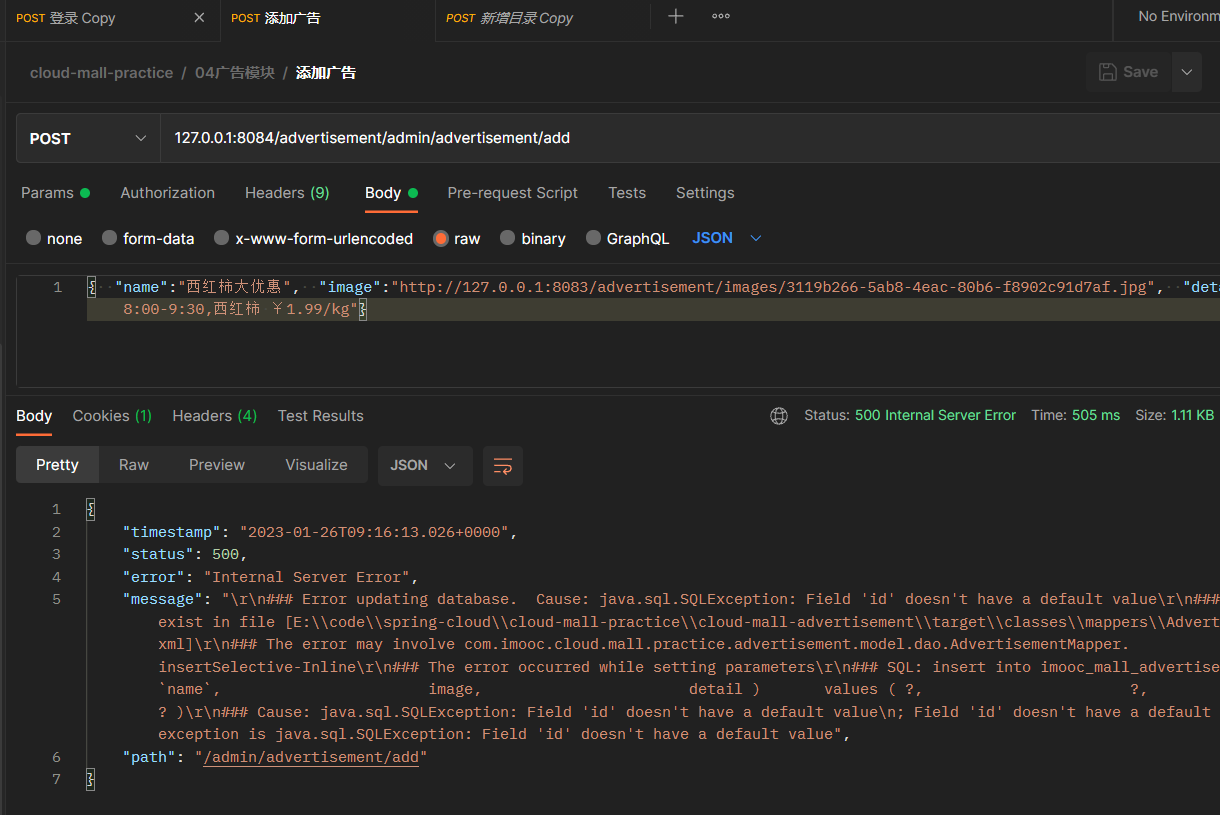 POST 登录 Copy
POST 添加广告
POST 新增目录 Copy
No Environm
cloud-mall-practice / 04广告模块 / 添加广告
Save
POST
127.0.0.1:8084/advertisement/admin/advertisement/add
Params
Authorization
Headers (9)
Body
Pre-request Script
Tests
Settings
none
form-data
x-www-form-urlencoded
raw
binary
GraphQL
JSON
1 { ··"name":"西红柿大优惠",··"image":"http://127.0.0.1:8083/advertisement/images/3119b266-5ab8-4eac-80b6-f8902c91d7af.jpg",··"deta
8:00-9:30,西红柿 ￥1.99/kg"}
Body
Cookies (1)
Headers (4)
Test Results
Status: 500 Internal Server Error
Time: 505 ms
Size: 1.11 KB
Pretty
Raw
Preview
Visualize
JSON
1 {
2 "timestamp": "2023-01-26T09:16:13.026+0000",
3 "status": 500,
4 "error": "Internal Server Error",
5 "message": "\r\n### Error updating database.  Cause: java.sql.SQLException: Field 'id' doesn't have a default value\r\n###
exist in file [E:\\code\\spring-cloud\\cloud-mall-practice\\cloud-mall-advertisement\\target\\classes\\mappers\\Advert
xml]\r\n### The error may involve com.imooc.cloud.mall.practice.advertisement.model.dao.AdvertisementMapper.
insertSelective-Inline\r\n### The error occurred while setting parameters\r\n### SQL: insert into imooc_mall_advertise
`name`, image, detail ) values ( ?, ?,
? )\r\n### Cause: java.sql.SQLException: Field 'id' doesn't have a default value\n; Field 'id' doesn't have a default
exception is java.sql.SQLException: Field 'id' doesn't have a default value",
6 "path": "/admin/advertisement/add"
7 }